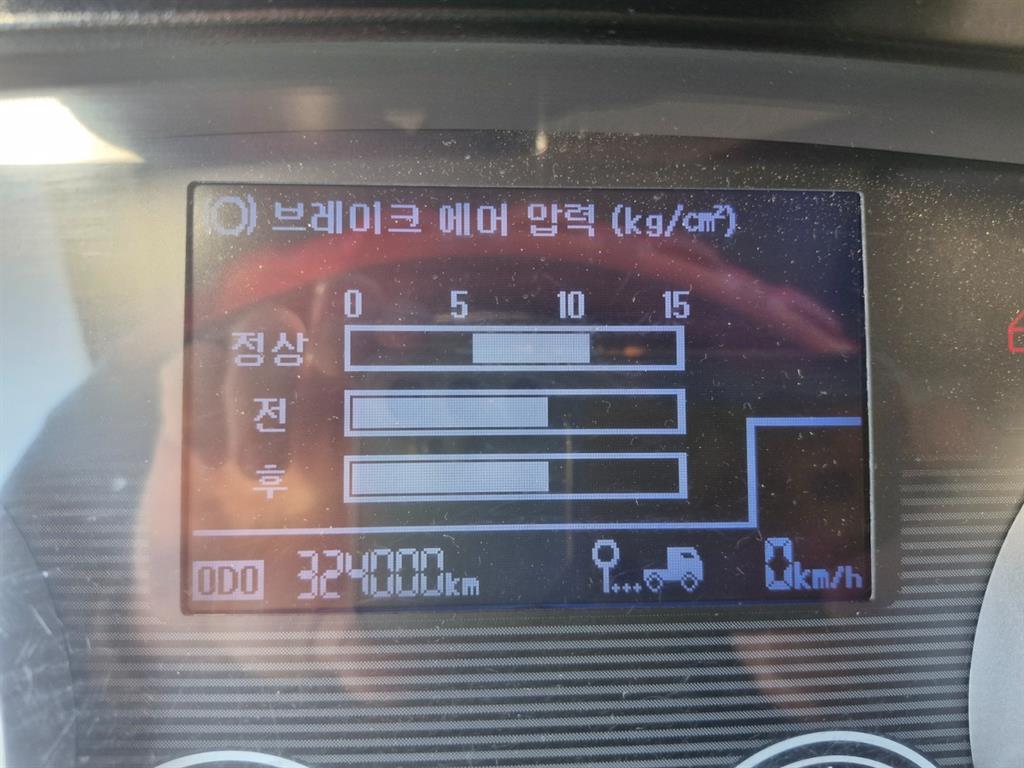 브레이크 에어 압력 (kg/cm²)
0 5 10 15
정상
전
후
ODO 324000km 0km/h